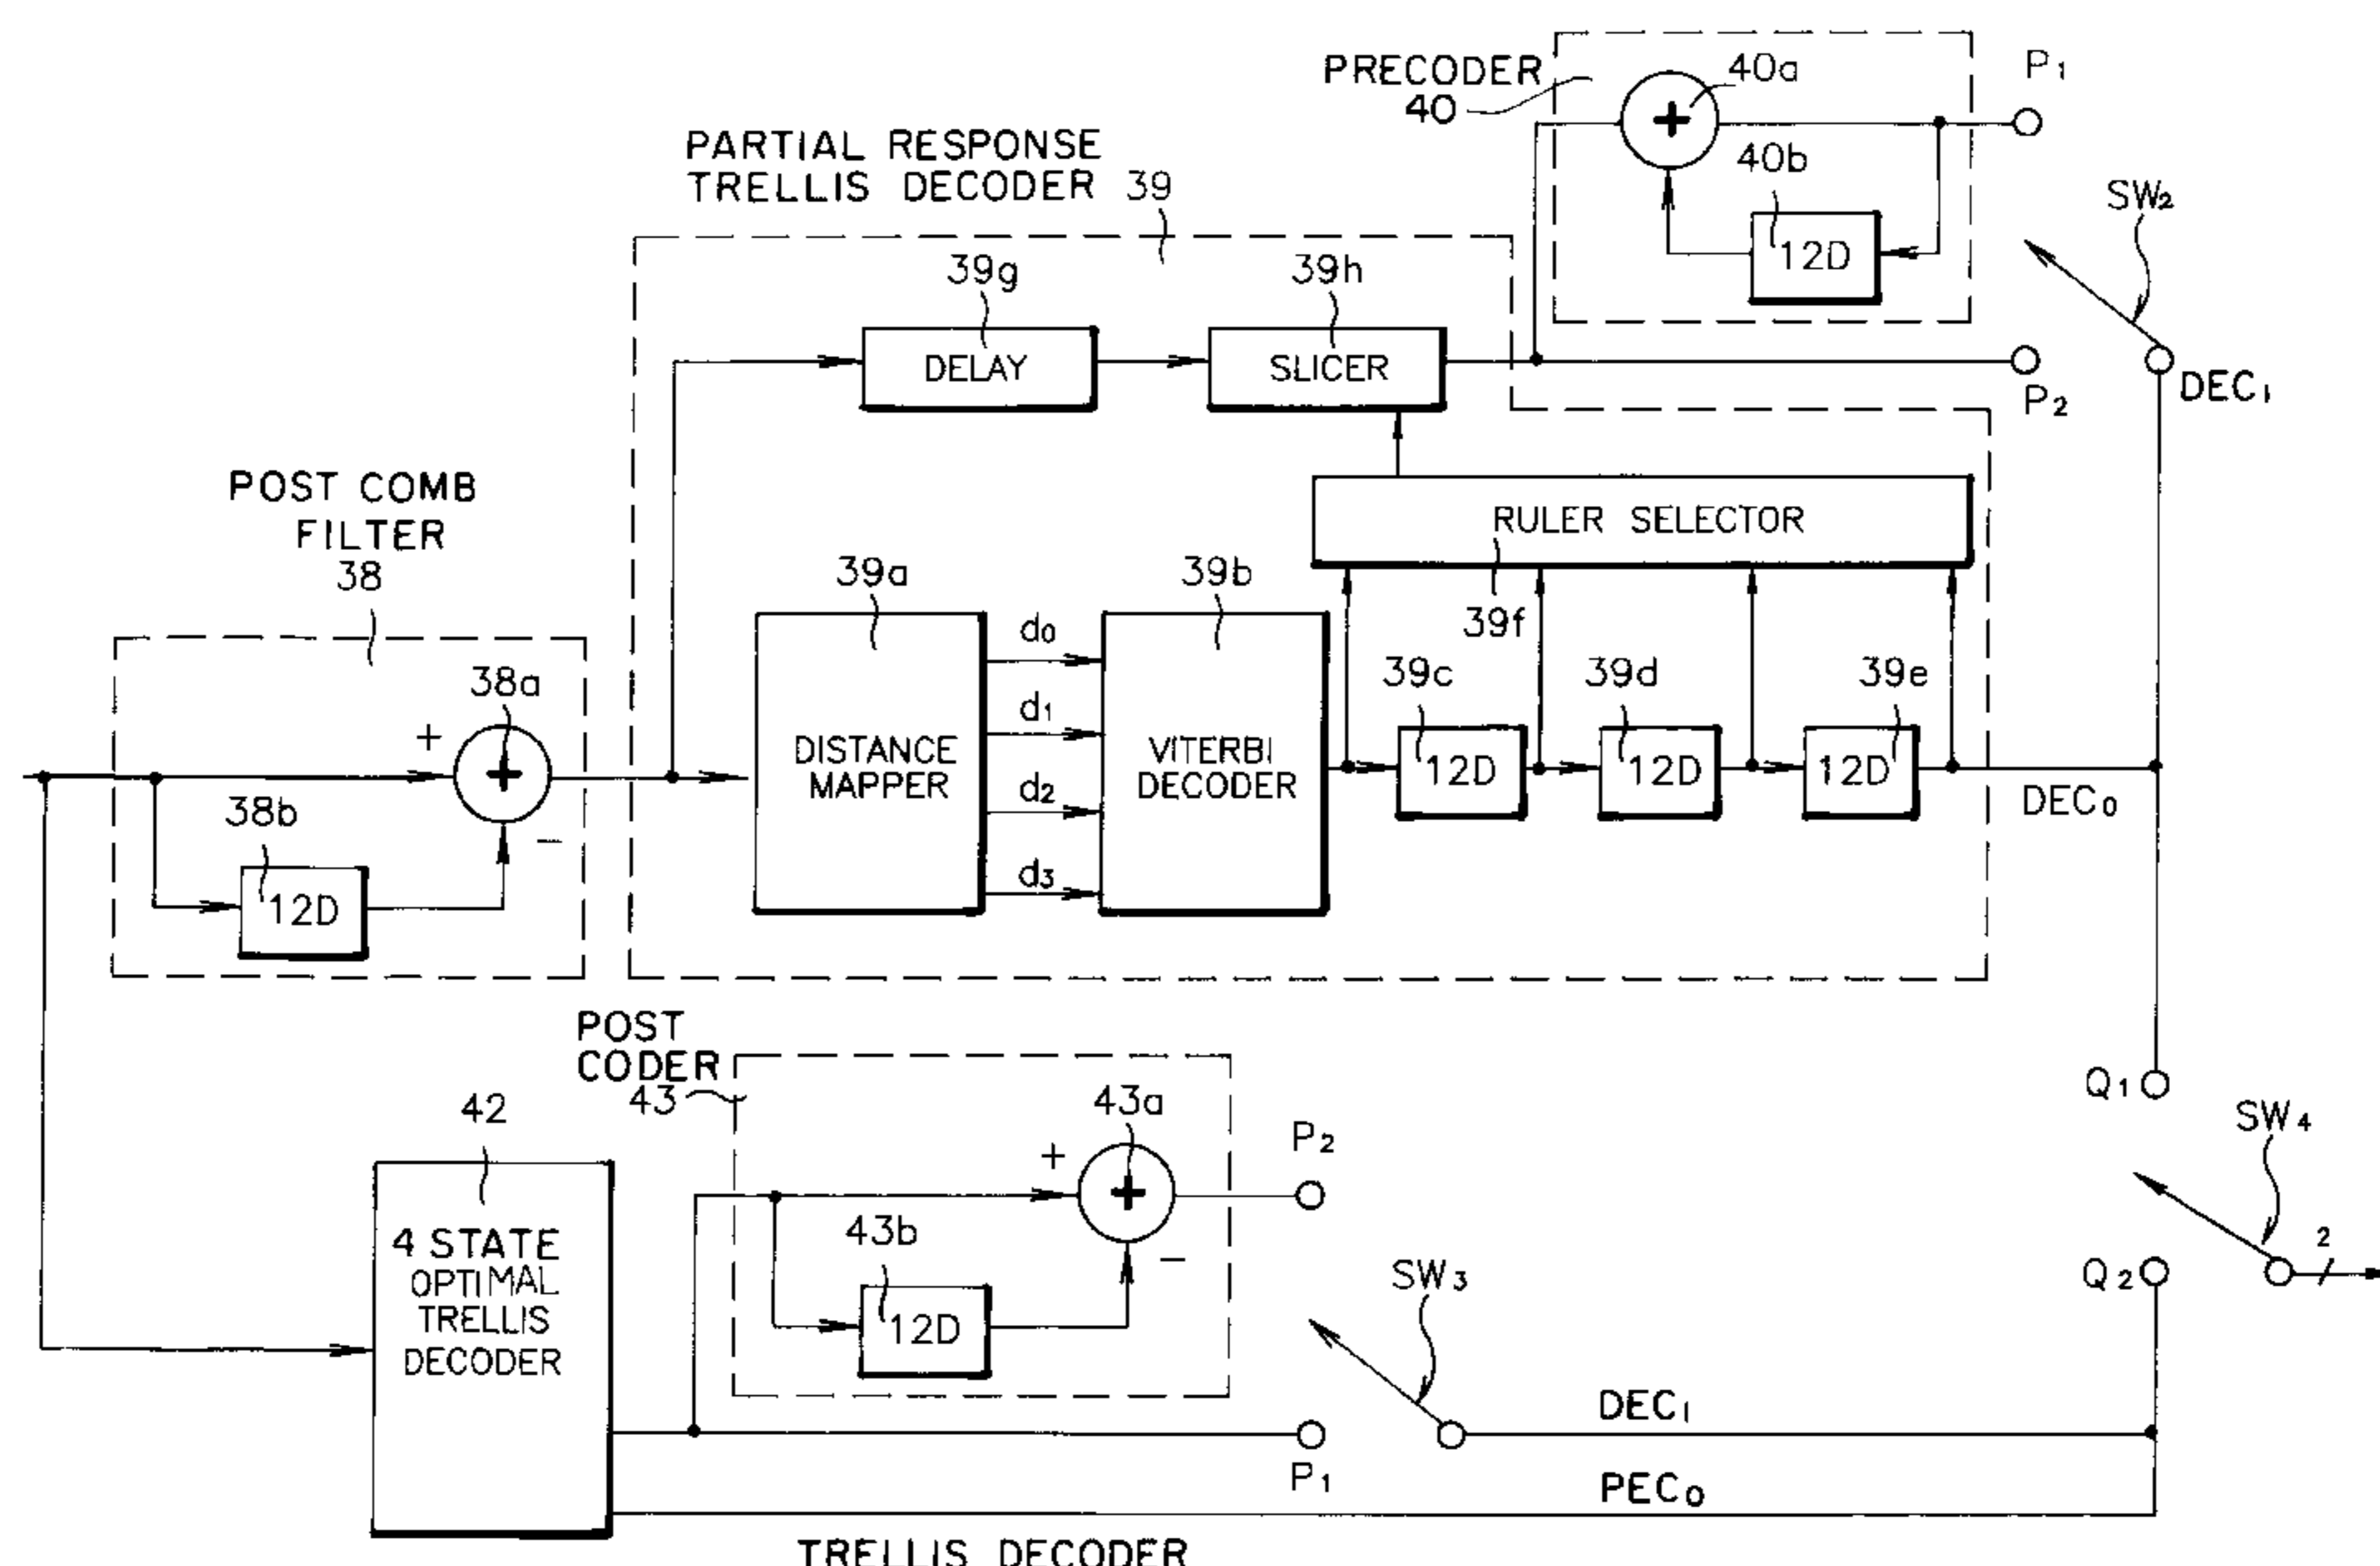 PRECODER
40
40a
P₁
40b
12D
SW₂
PARTIAL RESPONSE
TRELLIS DECODER 39
39g
39h
DELAY
SLICER
P₂
DEC₁
POST COMB
FILTER
38
RULER SELECTOR
39f
39a
39b
d₀
d₁
d₂
d₃
DISTANCE
MAPPER
VITERBI
DECODER
39c
39d
39e
12D
12D
12D
DEC₀
38a
+
−
38b
12D
POST
CODER
43
43a
+
−
43b
12D
P₂
Q₁
SW₄
2
Q₂
42
4 STATE
OPTIMAL
TRELLIS
DECODER
SW₃
P₁
DEC₁
PEC₀
TRELLIS DECODER